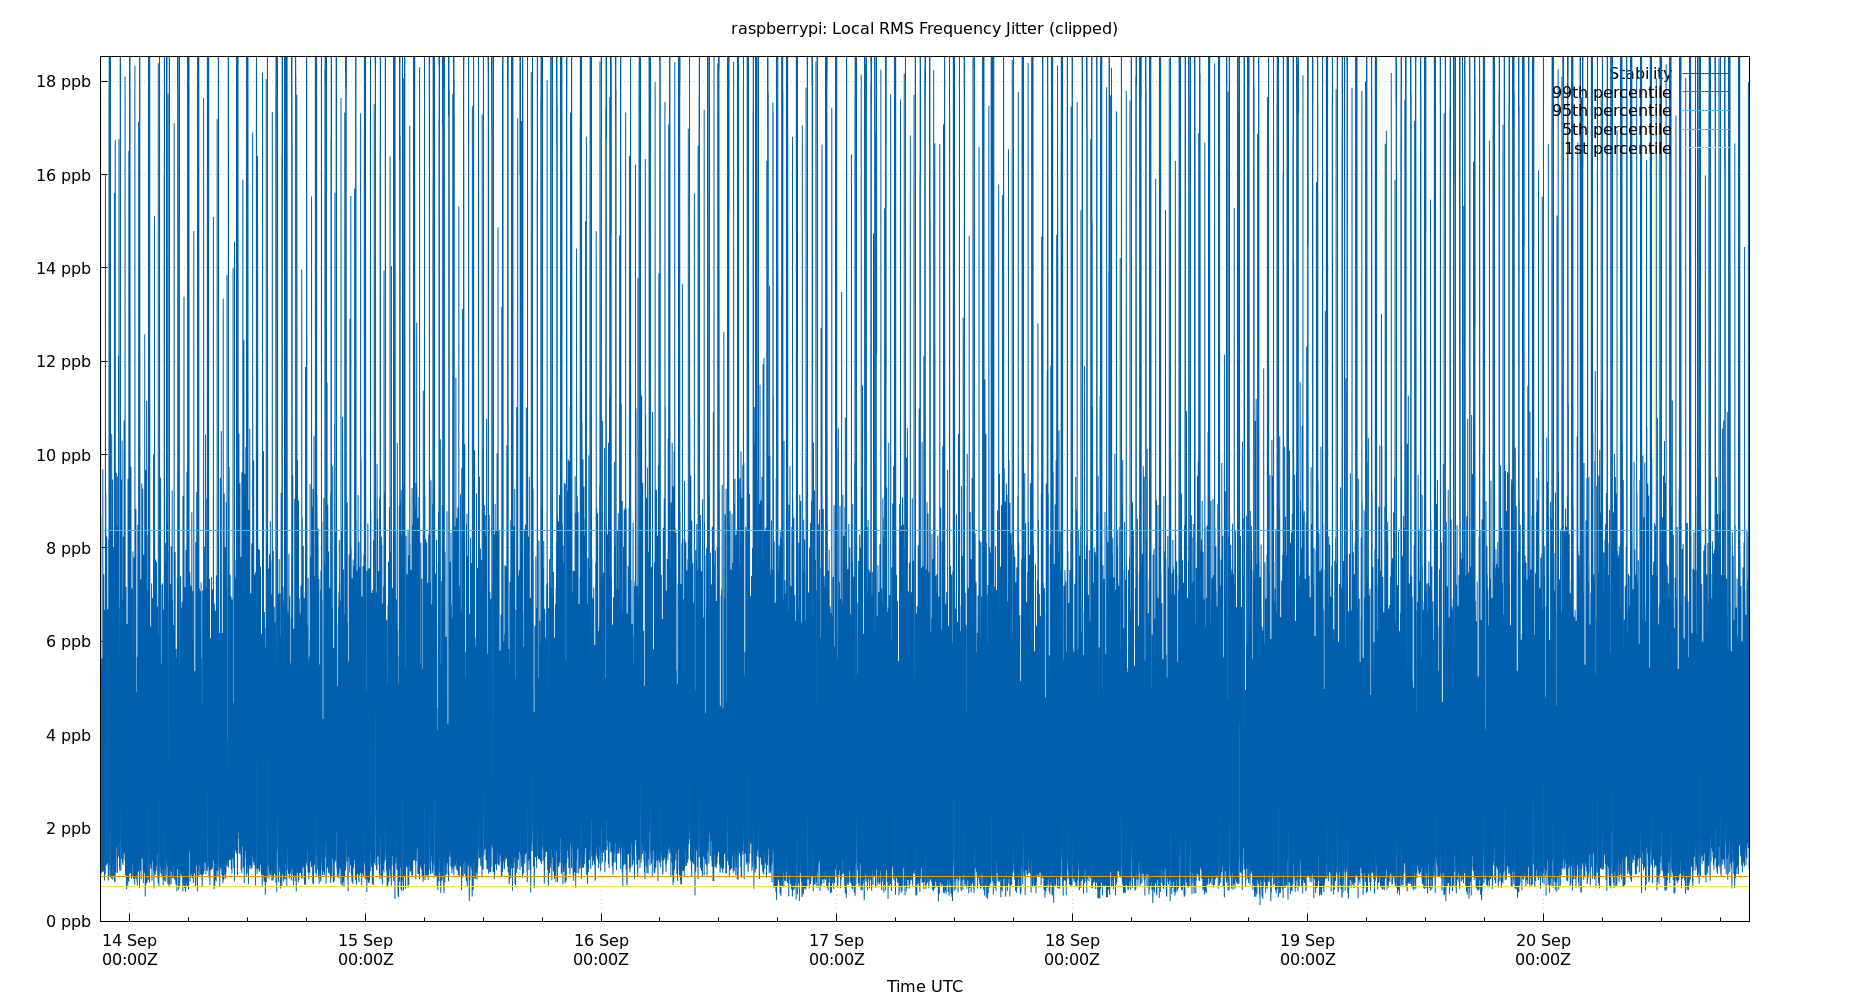 raspberrypi: Local RMS Frequency Jitter (clipped)
18 ppb
16 ppb
14 ppb
12 ppb
10 ppb
8 ppb
6 ppb
4 ppb
2 ppb
0 ppb
Stability
99th percentile
95th percentile
5th percentile
1st percentile
14 Sep
00:00Z
15 Sep
00:00Z
16 Sep
00:00Z
17 Sep
00:00Z
18 Sep
00:00Z
19 Sep
00:00Z
20 Sep
00:00Z
Time UTC